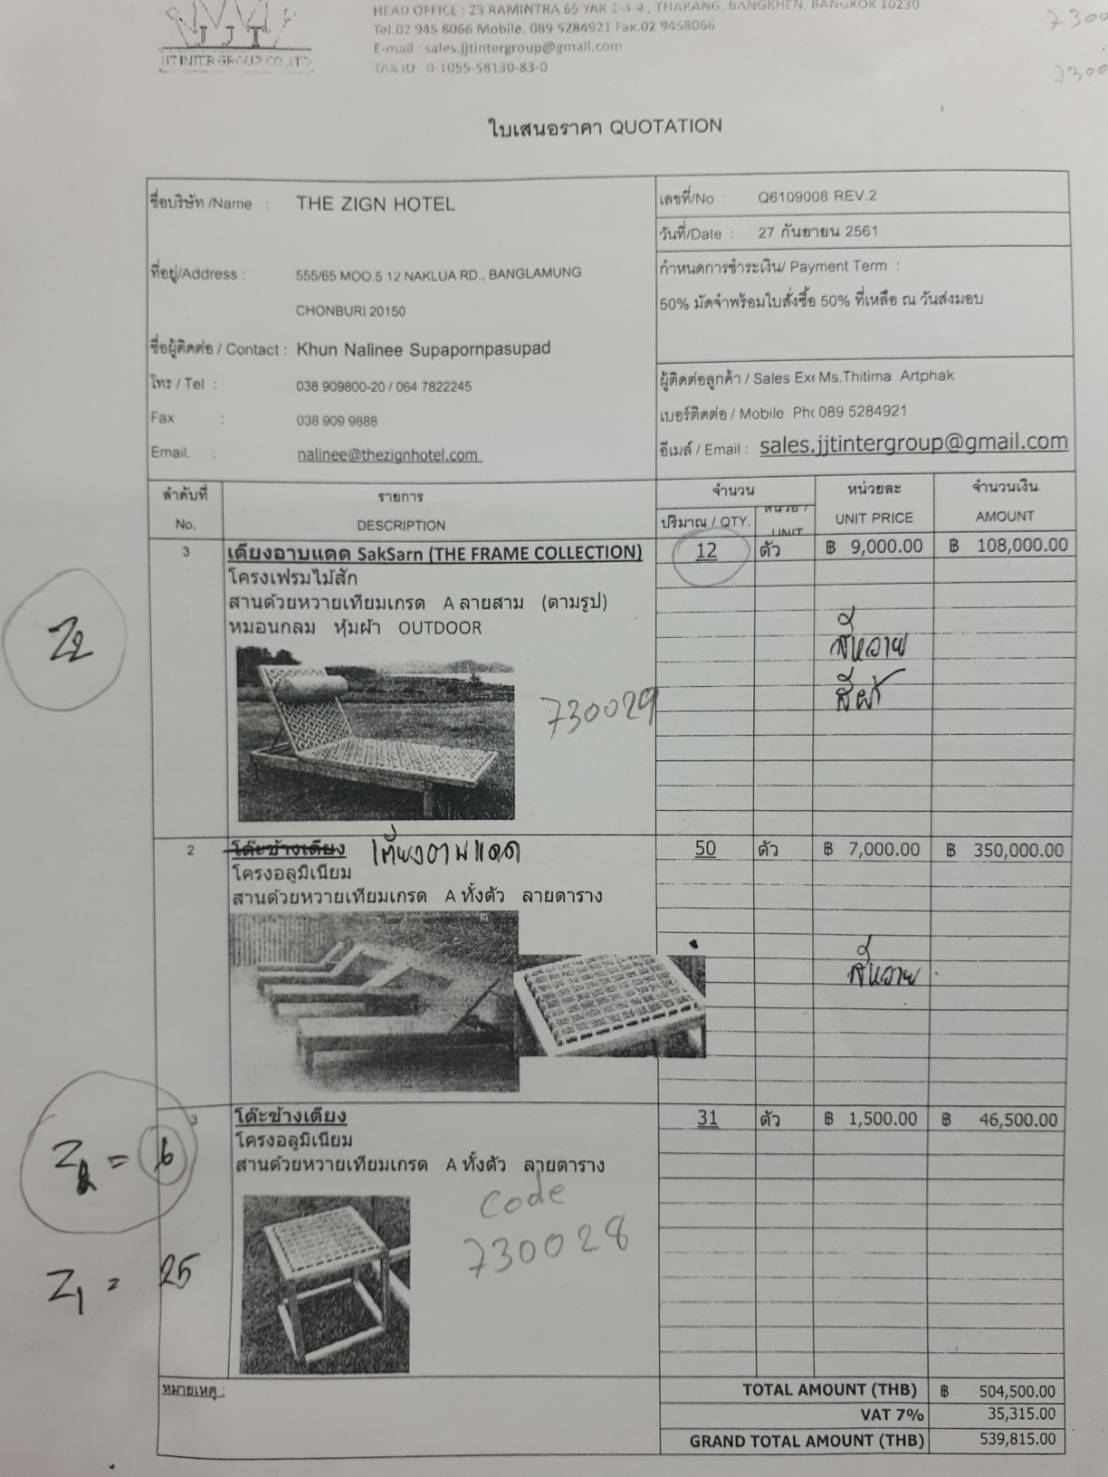 JJT
JJT INTER GROUP CO.,LTD
HEAD OFFICE : 23 RAMINTRA 65 YAK 2-4-4 , THARANG, BANGKHEN, BANGKOK 10230
Tel.02 945 8066 Mobile. 089 5284921 Fax.02 9458066
E-mail : sales.jjtintergroup@gmail.com
TAX ID : 0-1055-58130-83-0
ใบเสนอราคา QUOTATION
ชื่อบริษัท /Name : THE ZIGN HOTEL
เลขที่/No : Q6109008 REV.2
วันที่/Date : 27 กันยายน 2561
ที่อยู่/Address : 555/65 MOO.5 12 NAKLUA RD., BANGLAMUNG
CHONBURI 20150
กำหนดการชำระเงิน/ Payment Term :
50% มัดจำพร้อมใบสั่งซื้อ 50% ที่เหลือ ณ วันส่งมอบ
ชื่อผู้ติดต่อ / Contact : Khun Nalinee Supapornpasupad
โทร / Tel : 038 909800-20 / 064 7822245
ผู้ติดต่อลูกค้า / Sales Exe Ms.Thitima Artphak
Fax : 038 909 9888
เบอร์ติดต่อ / Mobile Pho 089 5284921
Email. : nalinee@thezignhotel.com
อีเมล์ / Email : sales.jjtintergroup@gmail.com
ลำดับที่ รายการ จำนวน หน่วยละ จำนวนเงิน
No. DESCRIPTION ปริมาณ / QTY. หน่วย / UNIT UNIT PRICE AMOUNT
3 เตียงอาบแดด SakSarn (THE FRAME COLLECTION) 12 ตัว ฿ 9,000.00 ฿ 108,000.00
โครงเฟรมไม้สัก
สานด้วยหวายเทียมเกรด A ลายสาม (ตามรูป)
หมอนกลม หุ้มผ้า OUTDOOR
Z2
สีหวาย
สีผ้า
730029
2 โต๊ะข้างเตียง เตียงอาบแดด 50 ตัว ฿ 7,000.00 ฿ 350,000.00
โครงอลูมิเนียม
สานด้วยหวายเทียมเกรด A ทั้งตัว ลายตาราง
สีหวาย
3 โต๊ะข้างเตียง 31 ตัว ฿ 1,500.00 ฿ 46,500.00
โครงอลูมิเนียม
สานด้วยหวายเทียมเกรด A ทั้งตัว ลายตาราง
Z2 = 6
Code
730028
Z1 = 25
หมายเหตุ :
TOTAL AMOUNT (THB) ฿ 504,500.00
VAT 7% 35,315.00
GRAND TOTAL AMOUNT (THB) 539,815.00